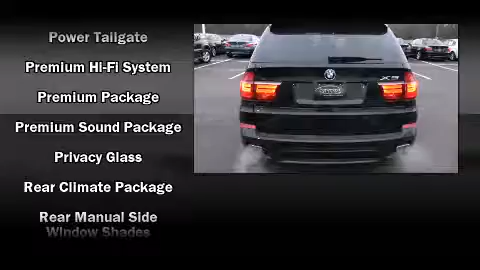 Power Tailgate
Premium Hi-Fi System
Premium Package
Premium Sound Package
Privacy Glass
Rear Climate Package
Rear Manual Side
Window Shades
X5